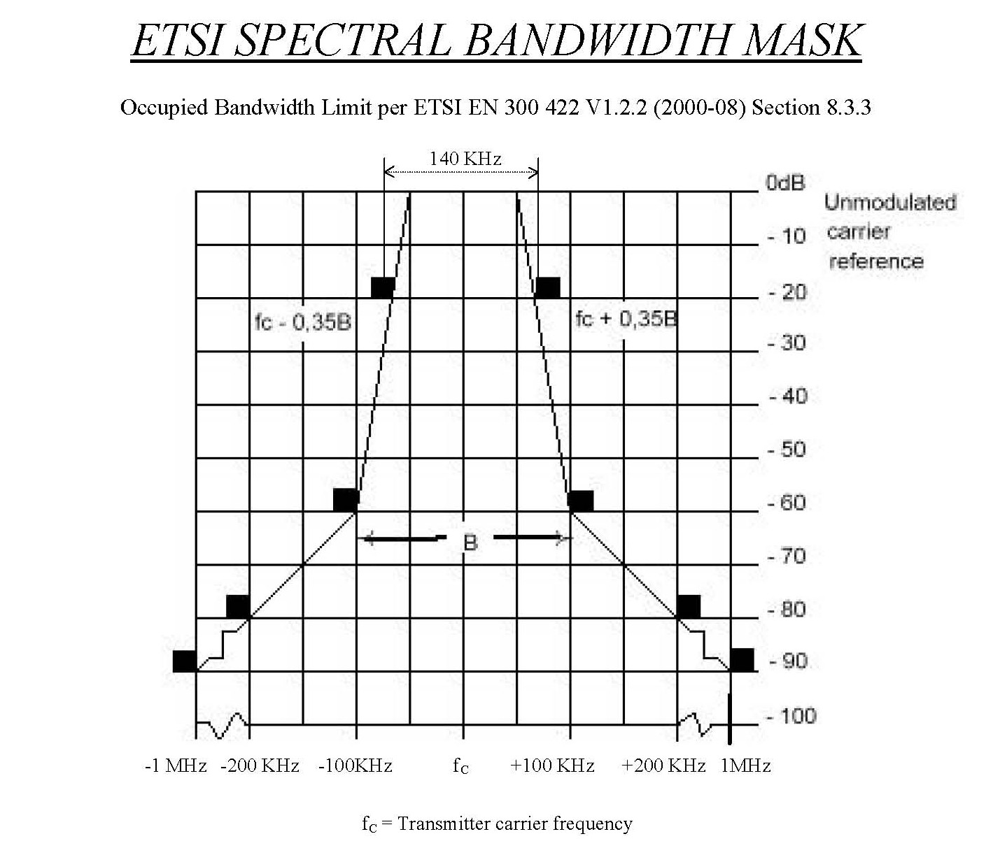 ETSI SPECTRAL BANDWIDTH MASK
Occupied Bandwidth Limit per ETSI EN 300 422 V1.2.2 (2000-08) Section 8.3.3
140 KHz
0dB
Unmodulated
carrier
reference
- 10
- 20
fc - 0,35B
fc + 0,35B
- 30
- 40
- 50
- 60
B
- 70
- 80
- 90
- 100
-1 MHz -200 KHz -100KHz fC +100 KHz +200 KHz 1MHz
fC = Transmitter carrier frequency